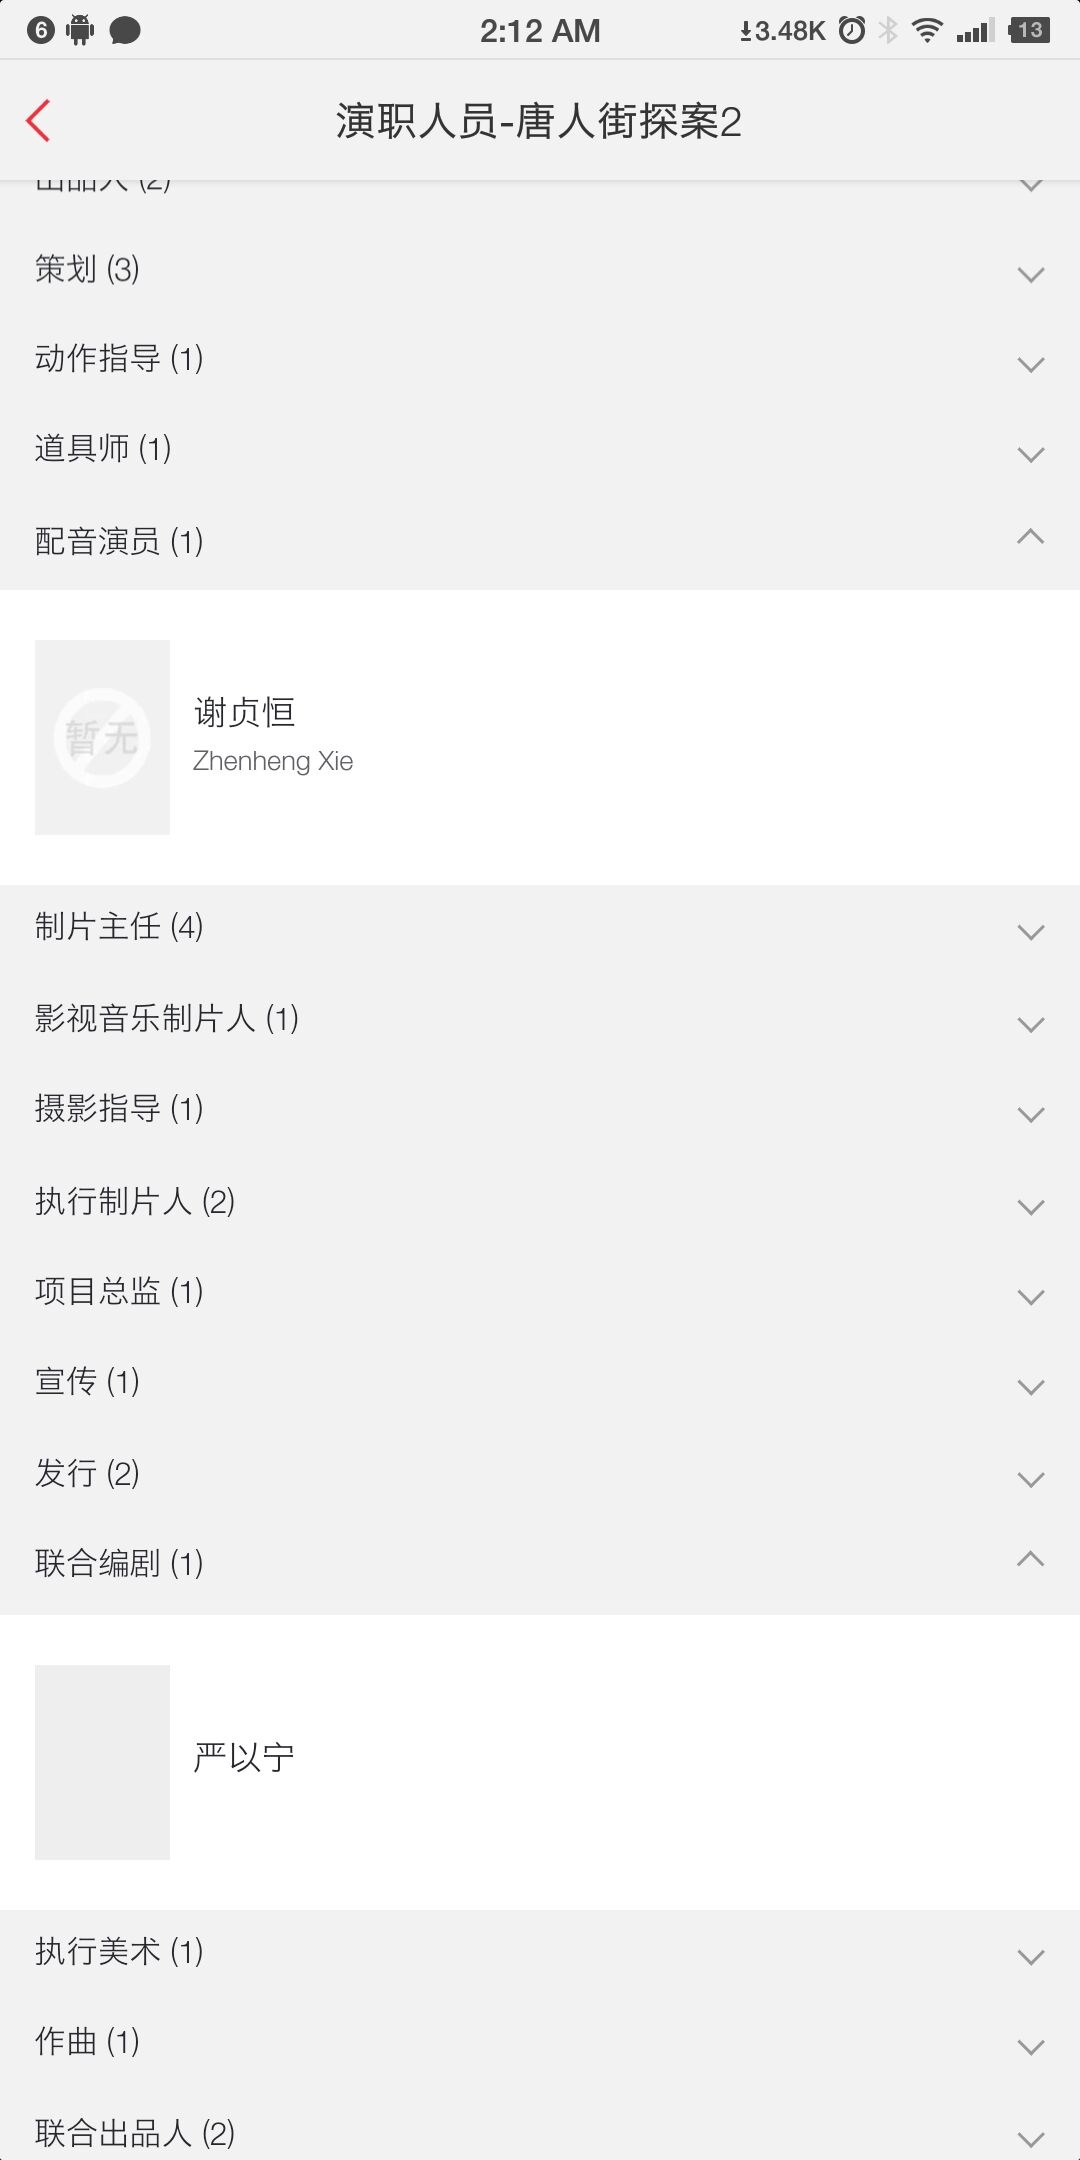 6
2:12 AM
3.48K
13
演职人员-唐人街探案2
出品人 (2)
策划 (3)
动作指导 (1)
道具师 (1)
配音演员 (1)
暂无
谢贞恒
Zhenheng Xie
制片主任 (4)
影视音乐制片人 (1)
摄影指导 (1)
执行制片人 (2)
项目总监 (1)
宣传 (1)
发行 (2)
联合编剧 (1)
严以宁
执行美术 (1)
作曲 (1)
联合出品人 (2)